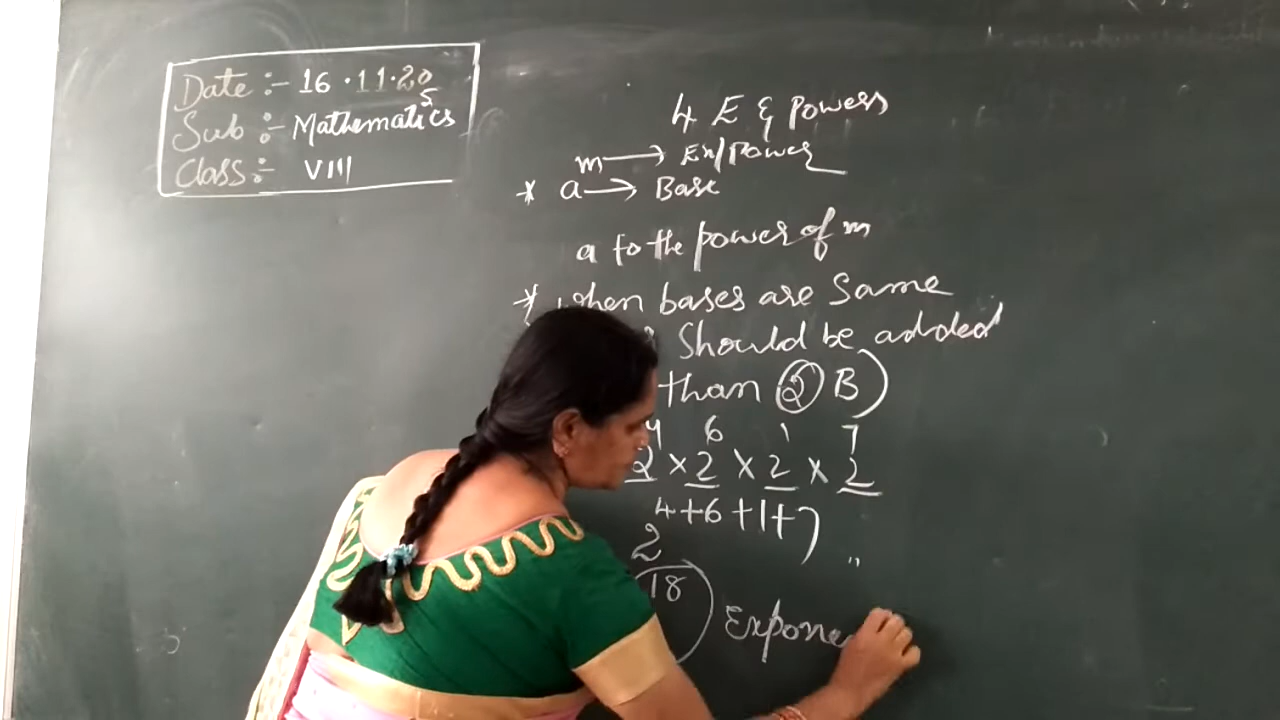 Date :- 16.11.20
5
Sub :- Mathematics
Class :- VIII
4 E & Powers
m → Ex/Power
* a → Base
a to the power of m
* when bases are same
should be added
than 2 B)
4 6 1 7
2 × 2 × 2 × 2
4+6+1+7
2
18
Expone